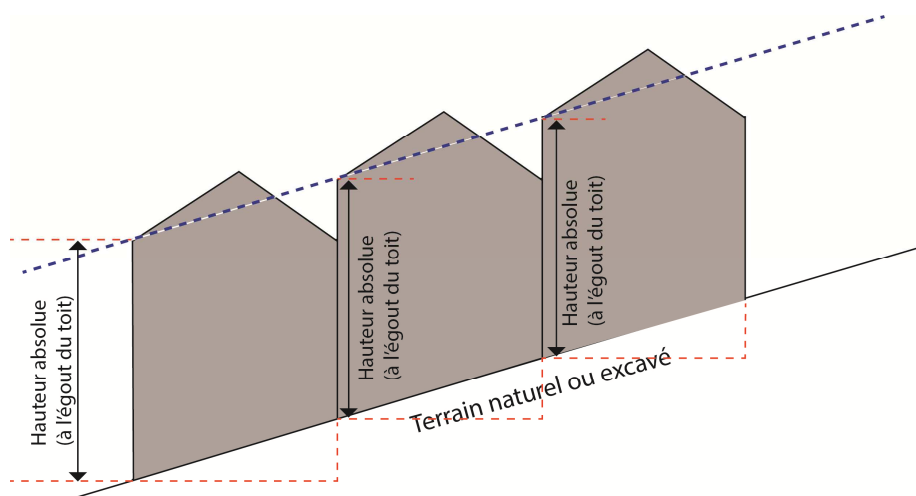 Hauteur absolue
(à l'égout du toit)
Hauteur absolue
(à l'égout du toit)
Hauteur absolue
(à l'égout du toit)
Terrain naturel ou excavé